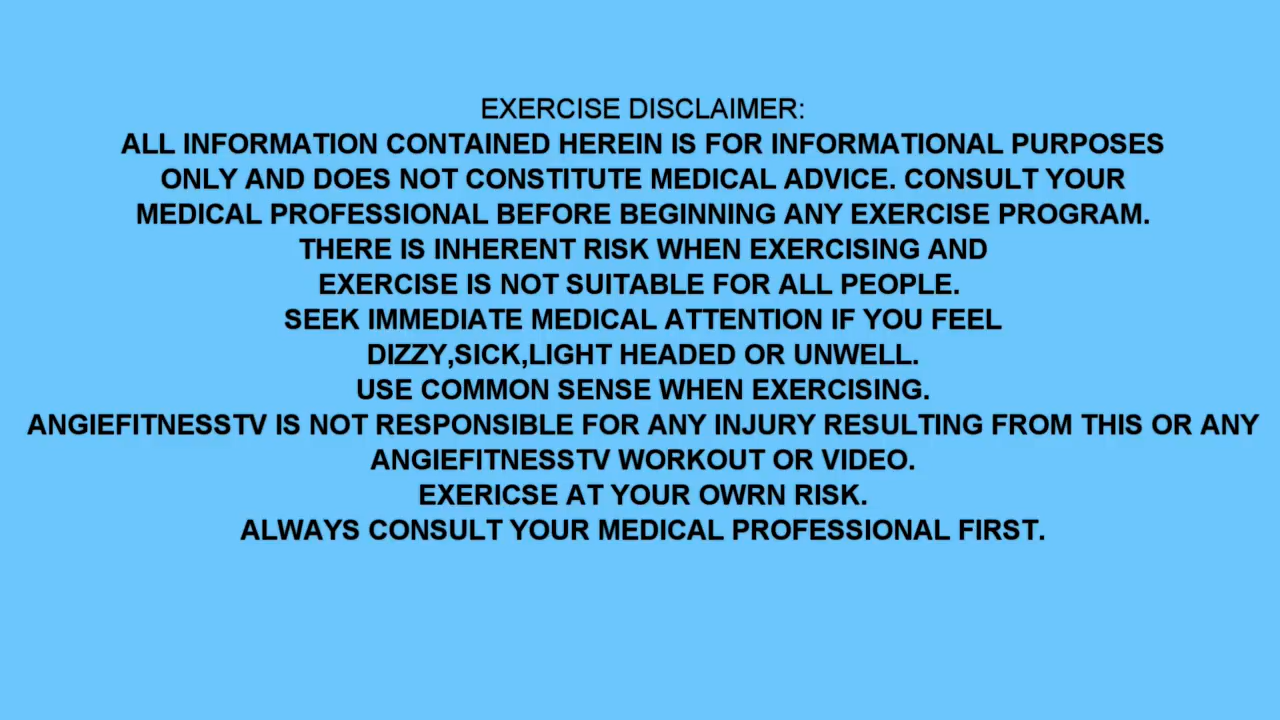 EXERCISE DISCLAIMER:
ALL INFORMATION CONTAINED HEREIN IS FOR INFORMATIONAL PURPOSES
ONLY AND DOES NOT CONSTITUTE MEDICAL ADVICE. CONSULT YOUR
MEDICAL PROFESSIONAL BEFORE BEGINNING ANY EXERCISE PROGRAM.
THERE IS INHERENT RISK WHEN EXERCISING AND
EXERCISE IS NOT SUITABLE FOR ALL PEOPLE.
SEEK IMMEDIATE MEDICAL ATTENTION IF YOU FEEL
DIZZY,SICK,LIGHT HEADED OR UNWELL.
USE COMMON SENSE WHEN EXERCISING.
ANGIEFITNESSTV IS NOT RESPONSIBLE FOR ANY INJURY RESULTING FROM THIS OR ANY
ANGIEFITNESSTV WORKOUT OR VIDEO.
EXERICSE AT YOUR OWRN RISK.
ALWAYS CONSULT YOUR MEDICAL PROFESSIONAL FIRST.